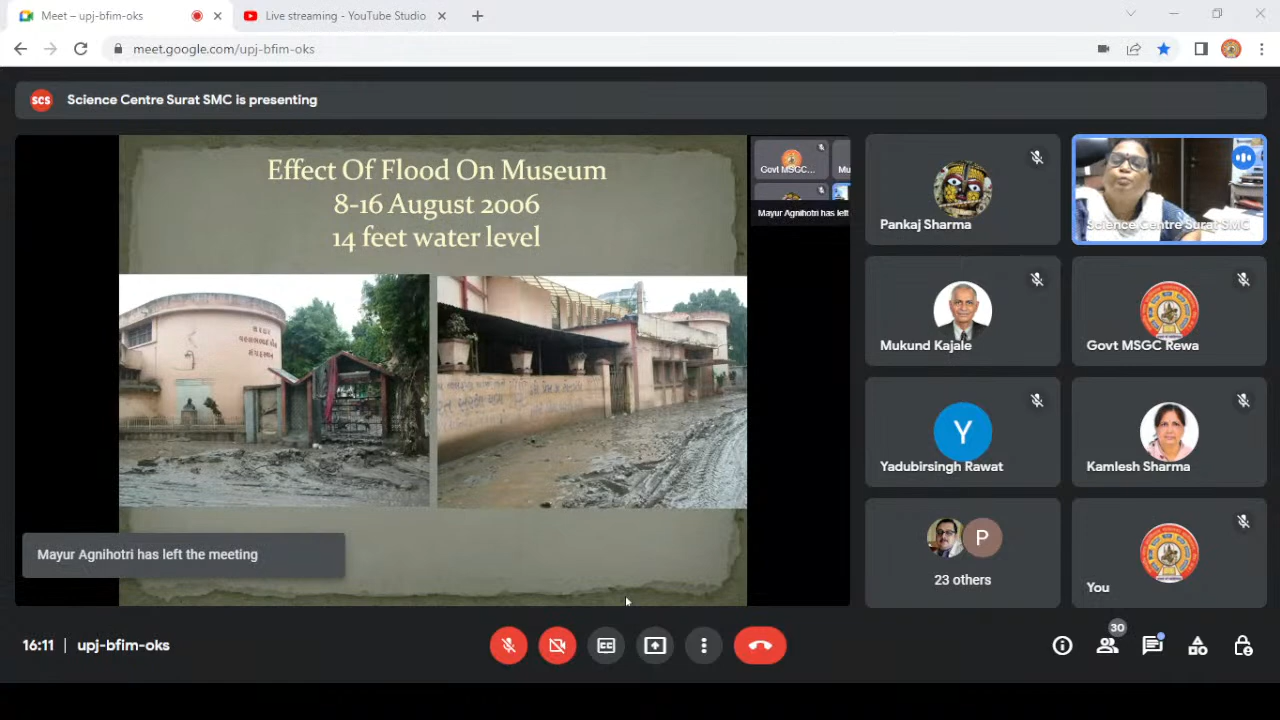 Meet – upj-bfim-oks
Live streaming - YouTube Studio
meet.google.com/upj-bfim-oks
SCS
Science Centre Surat SMC is presenting
Effect Of Flood On Museum
8-16 August 2006
14 feet water level
Govt MSGC...
Mu
Mayur Agnihotri has left
Pankaj Sharma
Science Centre Surat SMC
Mukund Kajale
Govt MSGC Rewa
Y
Yadubirsingh Rawat
Kamlesh Sharma
P
23 others
You
Mayur Agnihotri has left the meeting
16:11
upj-bfim-oks
CC
30